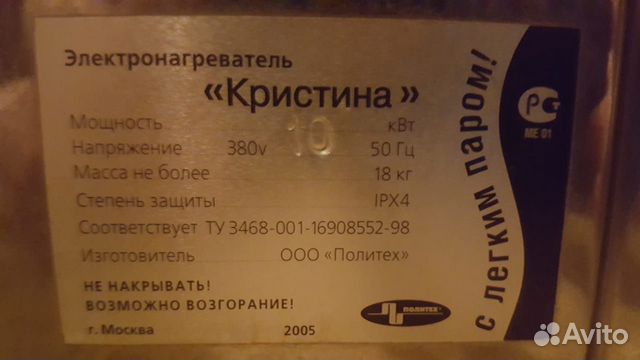 Электронагреватель
«Кристина»
Мощность 10 кВт
Напряжение 380v 50 Гц
Масса не более 18 кг
Степень защиты IPX4
Соответствует ТУ 3468-001-16908552-98
Изготовитель ООО «Политех»
НЕ НАКРЫВАТЬ!
ВОЗМОЖНО ВОЗГОРАНИЕ!
г. Москва 2005
ПОЛИТЕХ
с легким паром!
МЕ 01
Avito